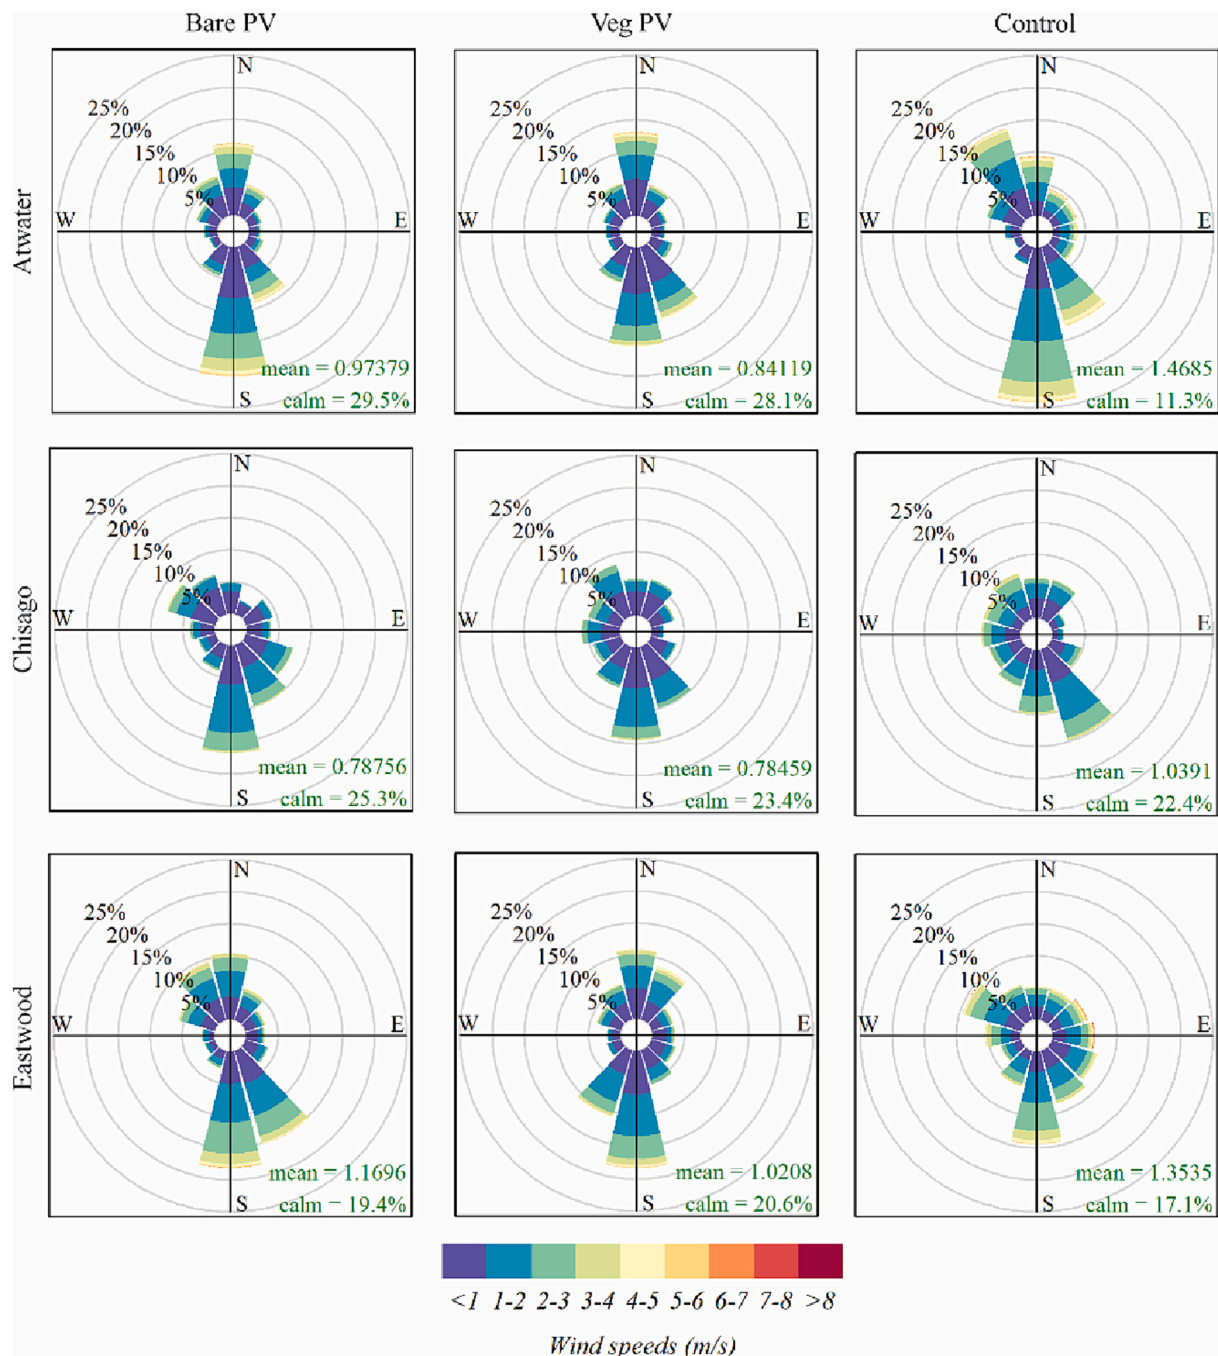 Bare PV
Veg PV
Control
Atwater
N
25%
20%
15%
10%
5%
W
E
mean = 0.97379
S
calm = 29.5%
N
25%
20%
15%
10%
5%
W
E
mean = 0.84119
S
calm = 28.1%
N
25%
20%
15%
10%
5%
W
E
mean = 1.4685
S
calm = 11.3%
Chisago
N
25%
20%
15%
10%
5%
W
E
mean = 0.78756
S
calm = 25.3%
N
25%
20%
15%
10%
5%
W
E
mean = 0.78459
S
calm = 23.4%
N
25%
20%
15%
10%
5%
W
E
mean = 1.0391
S
calm = 22.4%
Eastwood
N
25%
20%
15%
10%
5%
W
E
mean = 1.1696
S
calm = 19.4%
N
25%
20%
15%
10%
5%
W
E
mean = 1.0208
S
calm = 20.6%
N
25%
20%
15%
10%
5%
W
E
mean = 1.3535
S
calm = 17.1%
<1 1-2 2-3 3-4 4-5 5-6 6-7 7-8 >8
Wind speeds (m/s)